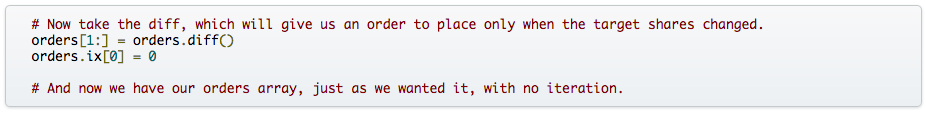 # Now take the diff, which will give us an order to place only when the target shares changed.
orders[1:] = orders.diff()
orders.ix[0] = 0
# And now we have our orders array, just as we wanted it, with no iteration.